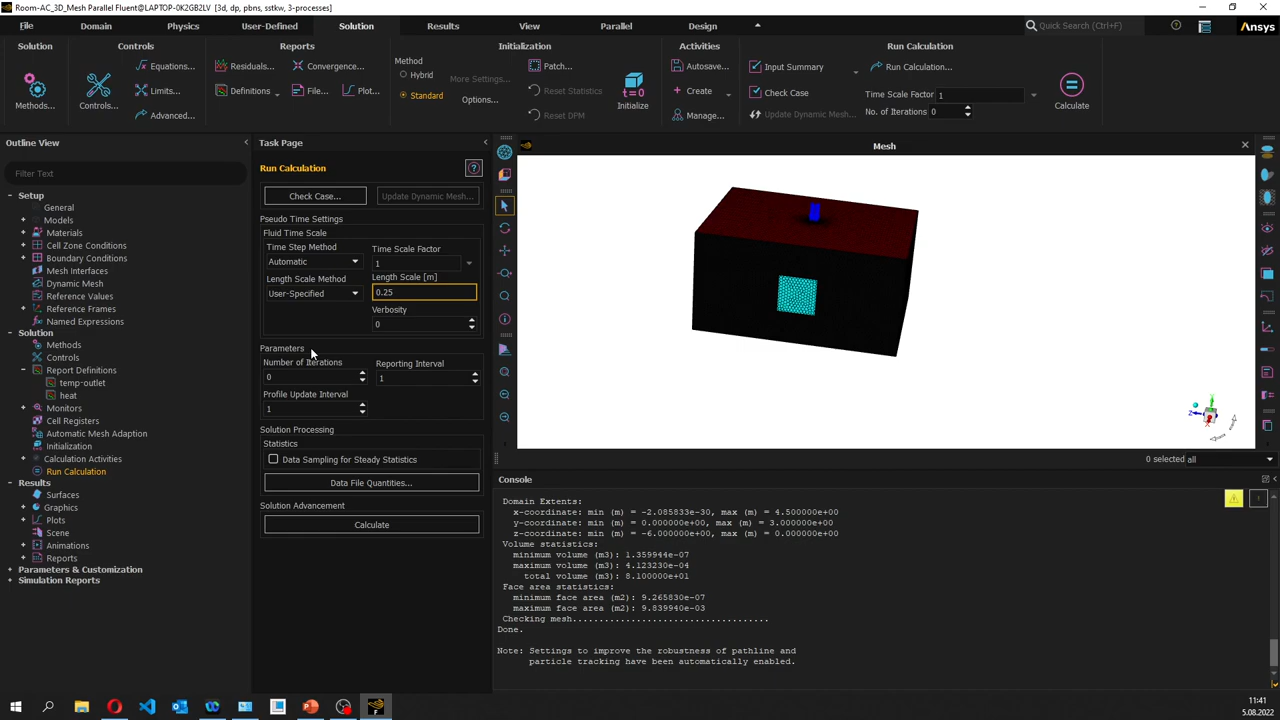 Room-AC_3D_Mesh Parallel Fluent@LAPTOP-0K2GB2LV [3d, dp, pbns, sstkw, 3-processes]
File Domain Physics User-Defined Solution Results View Parallel Design Quick Search (Ctrl+F) Ansys
Solution Controls Reports Initialization Activities Run Calculation
Methods...
Controls...
Equations...
Limits...
Advanced...
Residuals...
Definitions
Convergence...
File... Plot...
Method
Hybrid
Standard
More Settings...
Options...
Patch...
Reset Statistics
Reset DPM
t=0
Initialize
Autosave...
Create
Manage...
Input Summary
Check Case
Update Dynamic Mesh...
Run Calculation...
Time Scale Factor 1
No. of Iterations 0
Calculate
Outline View
Filter Text
Setup
General
Models
Materials
Cell Zone Conditions
Boundary Conditions
Mesh Interfaces
Dynamic Mesh
Reference Values
Reference Frames
Named Expressions
Solution
Methods
Controls
Report Definitions
temp-outlet
heat
Monitors
Cell Registers
Automatic Mesh Adaption
Initialization
Calculation Activities
Run Calculation
Results
Surfaces
Graphics
Plots
Scene
Animations
Reports
Parameters & Customization
Simulation Reports
Task Page
Run Calculation
Check Case... Update Dynamic Mesh...
Pseudo Time Settings
Fluid Time Scale
Time Step Method
Automatic
Time Scale Factor
1
Length Scale Method
User-Specified
Length Scale [m]
0.25
Verbosity
0
Parameters
Number of Iterations
0
Reporting Interval
1
Profile Update Interval
1
Solution Processing
Statistics
Data Sampling for Steady Statistics
Data File Quantities...
Solution Advancement
Calculate
Mesh
0 selected all
Console
Domain Extents:
x-coordinate: min (m) = -2.085833e-30, max (m) = 4.500000e+00
y-coordinate: min (m) = 0.000000e+00, max (m) = 3.000000e+00
z-coordinate: min (m) = -6.000000e+00, max (m) = 0.000000e+00
Volume statistics:
minimum volume (m3): 1.359944e-07
maximum volume (m3): 4.123230e-04
total volume (m3): 8.100000e+01
Face area statistics:
minimum face area (m2): 9.265830e-07
maximum face area (m2): 9.839940e-03
Checking mesh...................................
Done.
Note: Settings to improve the robustness of pathline and
particle tracking have been automatically enabled.
11:41
5.08.2022